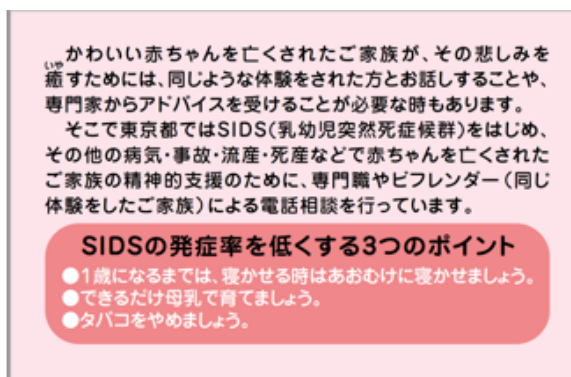 かわいい赤ちゃんを亡くされたご家族が、その悲しみを
癒すためには、同じような体験をされた方とお話しすることや、
専門家からアドバイスを受けることが必要な時もあります。
そこで東京都ではSIDS(乳幼児突然死症候群)をはじめ、
その他の病気・事故・流産・死産などで赤ちゃんを亡くされた
ご家族の精神的支援のために、専門職やビフレンダー(同じ
体験をしたご家族)による電話相談を行っています。
SIDSの発症率を低くする3つのポイント
●1歳になるまでは、寝かせる時はあおむけに寝かせましょう。
●できるだけ母乳で育てましょう。
●タバコをやめましょう。